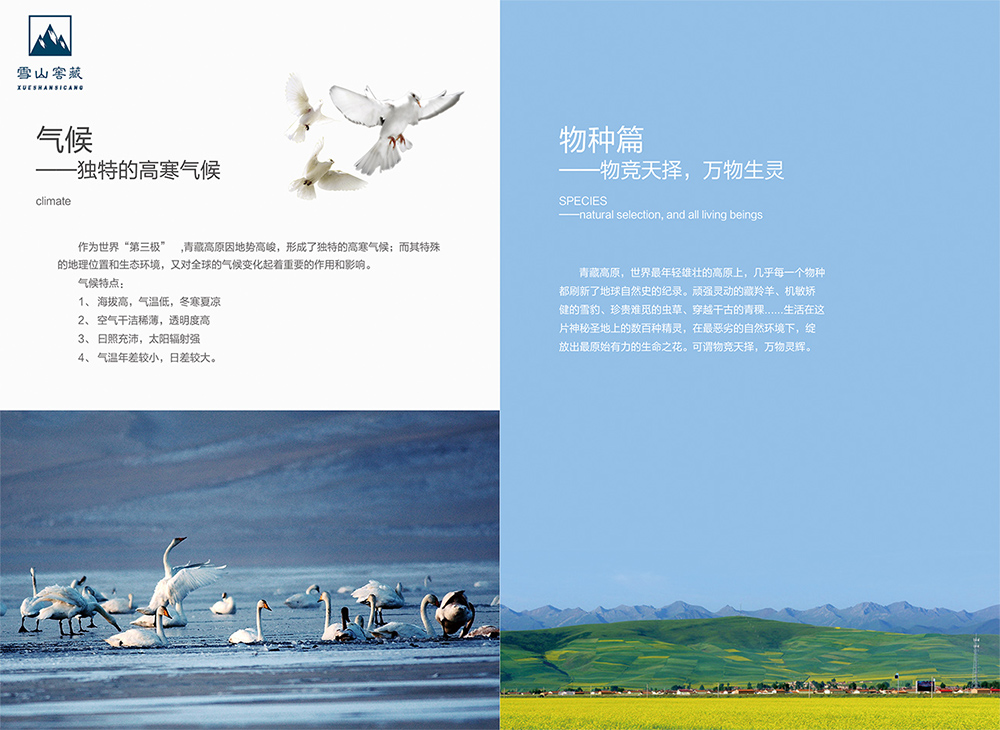 雪山窖藏
XUESHANSICANG
气候
——独特的高寒气候
climate
作为世界“第三极” ,青藏高原因地势高峻，形成了独特的高寒气候；而其特殊
的地理位置和生态环境，又对全球的气候变化起着重要的作用和影响。
气候特点：
1、 海拔高，气温低，冬寒夏凉
2、 空气干洁稀薄，透明度高
3、 日照充沛，太阳辐射强
4、 气温年差较小，日差较大。
物种篇
——物竞天择，万物生灵
SPECIES
——natural selection, and all living beings
青藏高原，世界最年轻雄壮的高原上，几乎每一个物种
都刷新了地球自然史的纪录。顽强灵动的藏羚羊、机敏矫
健的雪豹、珍贵难觅的虫草、穿越干古的青稞......生活在这
片神秘圣地上的数百种精灵，在最恶劣的自然环境下，绽
放出最原始有力的生命之花。可谓物竞天择，万物灵辉。